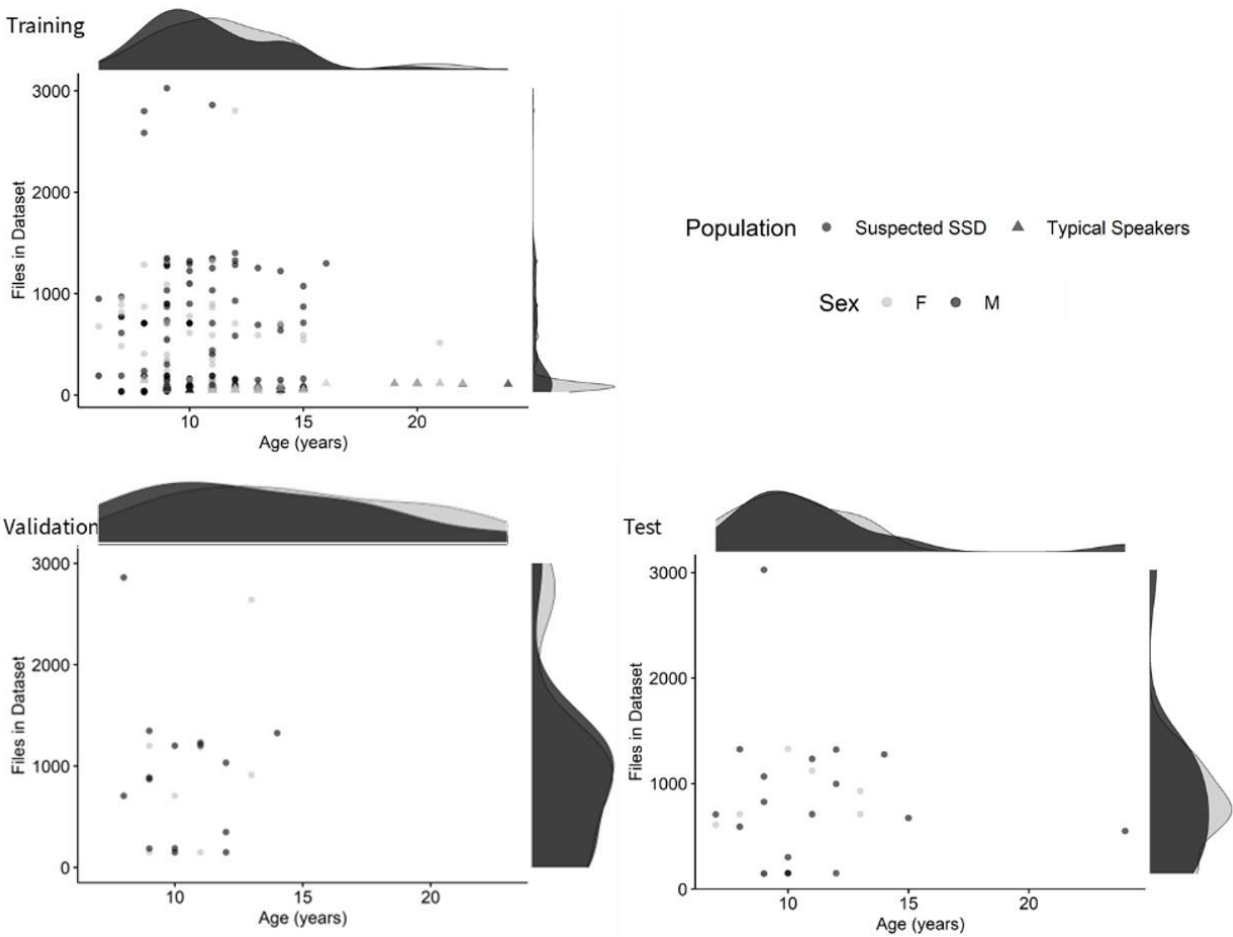 Training
3000
2000
1000
0
Files in Dataset
10 15 20
Age (years)
Population Suspected SSD Typical Speakers
Sex F M
Validation
3000
2000
1000
0
Files in Dataset
10 15 20
Age (years)
Test
3000
2000
1000
0
Files in Dataset
10 15 20
Age (years)